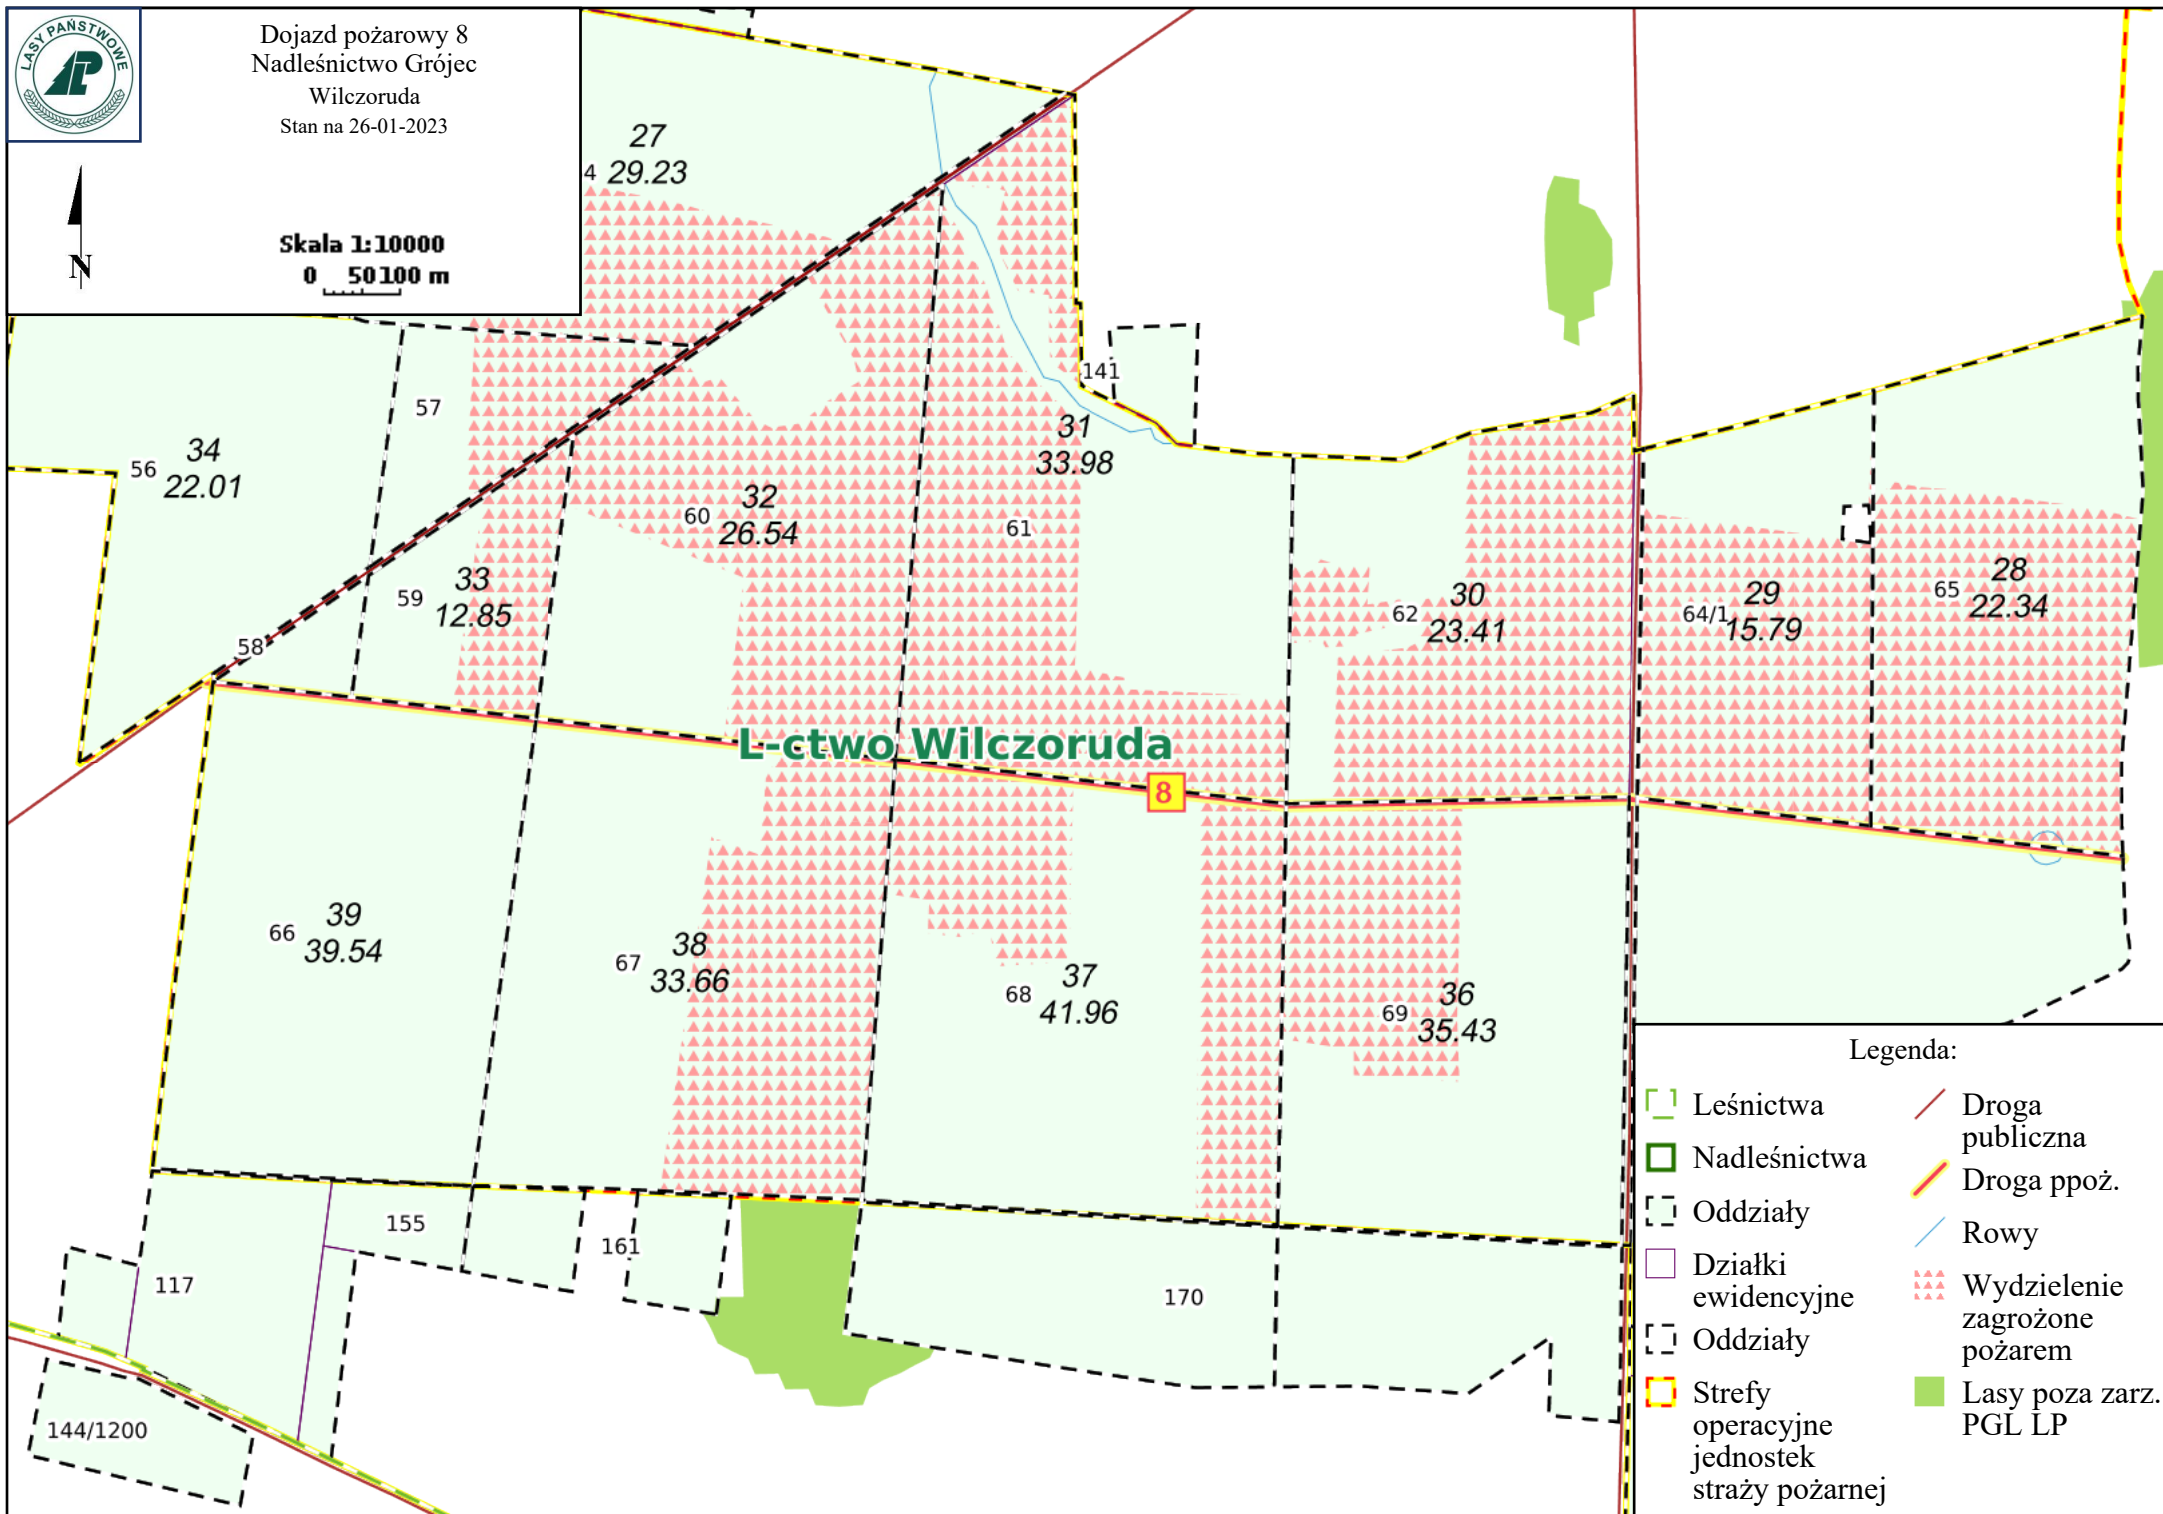 LASY PAŃSTWOWE
Dojazd pożarowy 8
Nadleśnictwo Grójec
Wilczoruda
Stan na 26-01-2023
N
Skala 1:10000
0 50 100 m
27
4 29.23
141
57
31
33.98
34
56 22.01
32
60 26.54
61
33
59 12.85
28
65 22.34
30
62 23.41
29
64/1 15.79
58
L-ctwo Wilczoruda
8
39
66 39.54
38
67 33.66
37
68 41.96
36
69 35.43
155
161
117
170
144/1200
Legenda:
Leśnictwa
Nadleśnictwa
Oddziały
Działki
ewidencyjne
Oddziały
Strefy
operacyjne
jednostek
straży pożarnej
Droga
publiczna
Droga ppoż.
Rowy
Wydzielenie
zagrożone
pożarem
Lasy poza zarz.
PGL LP